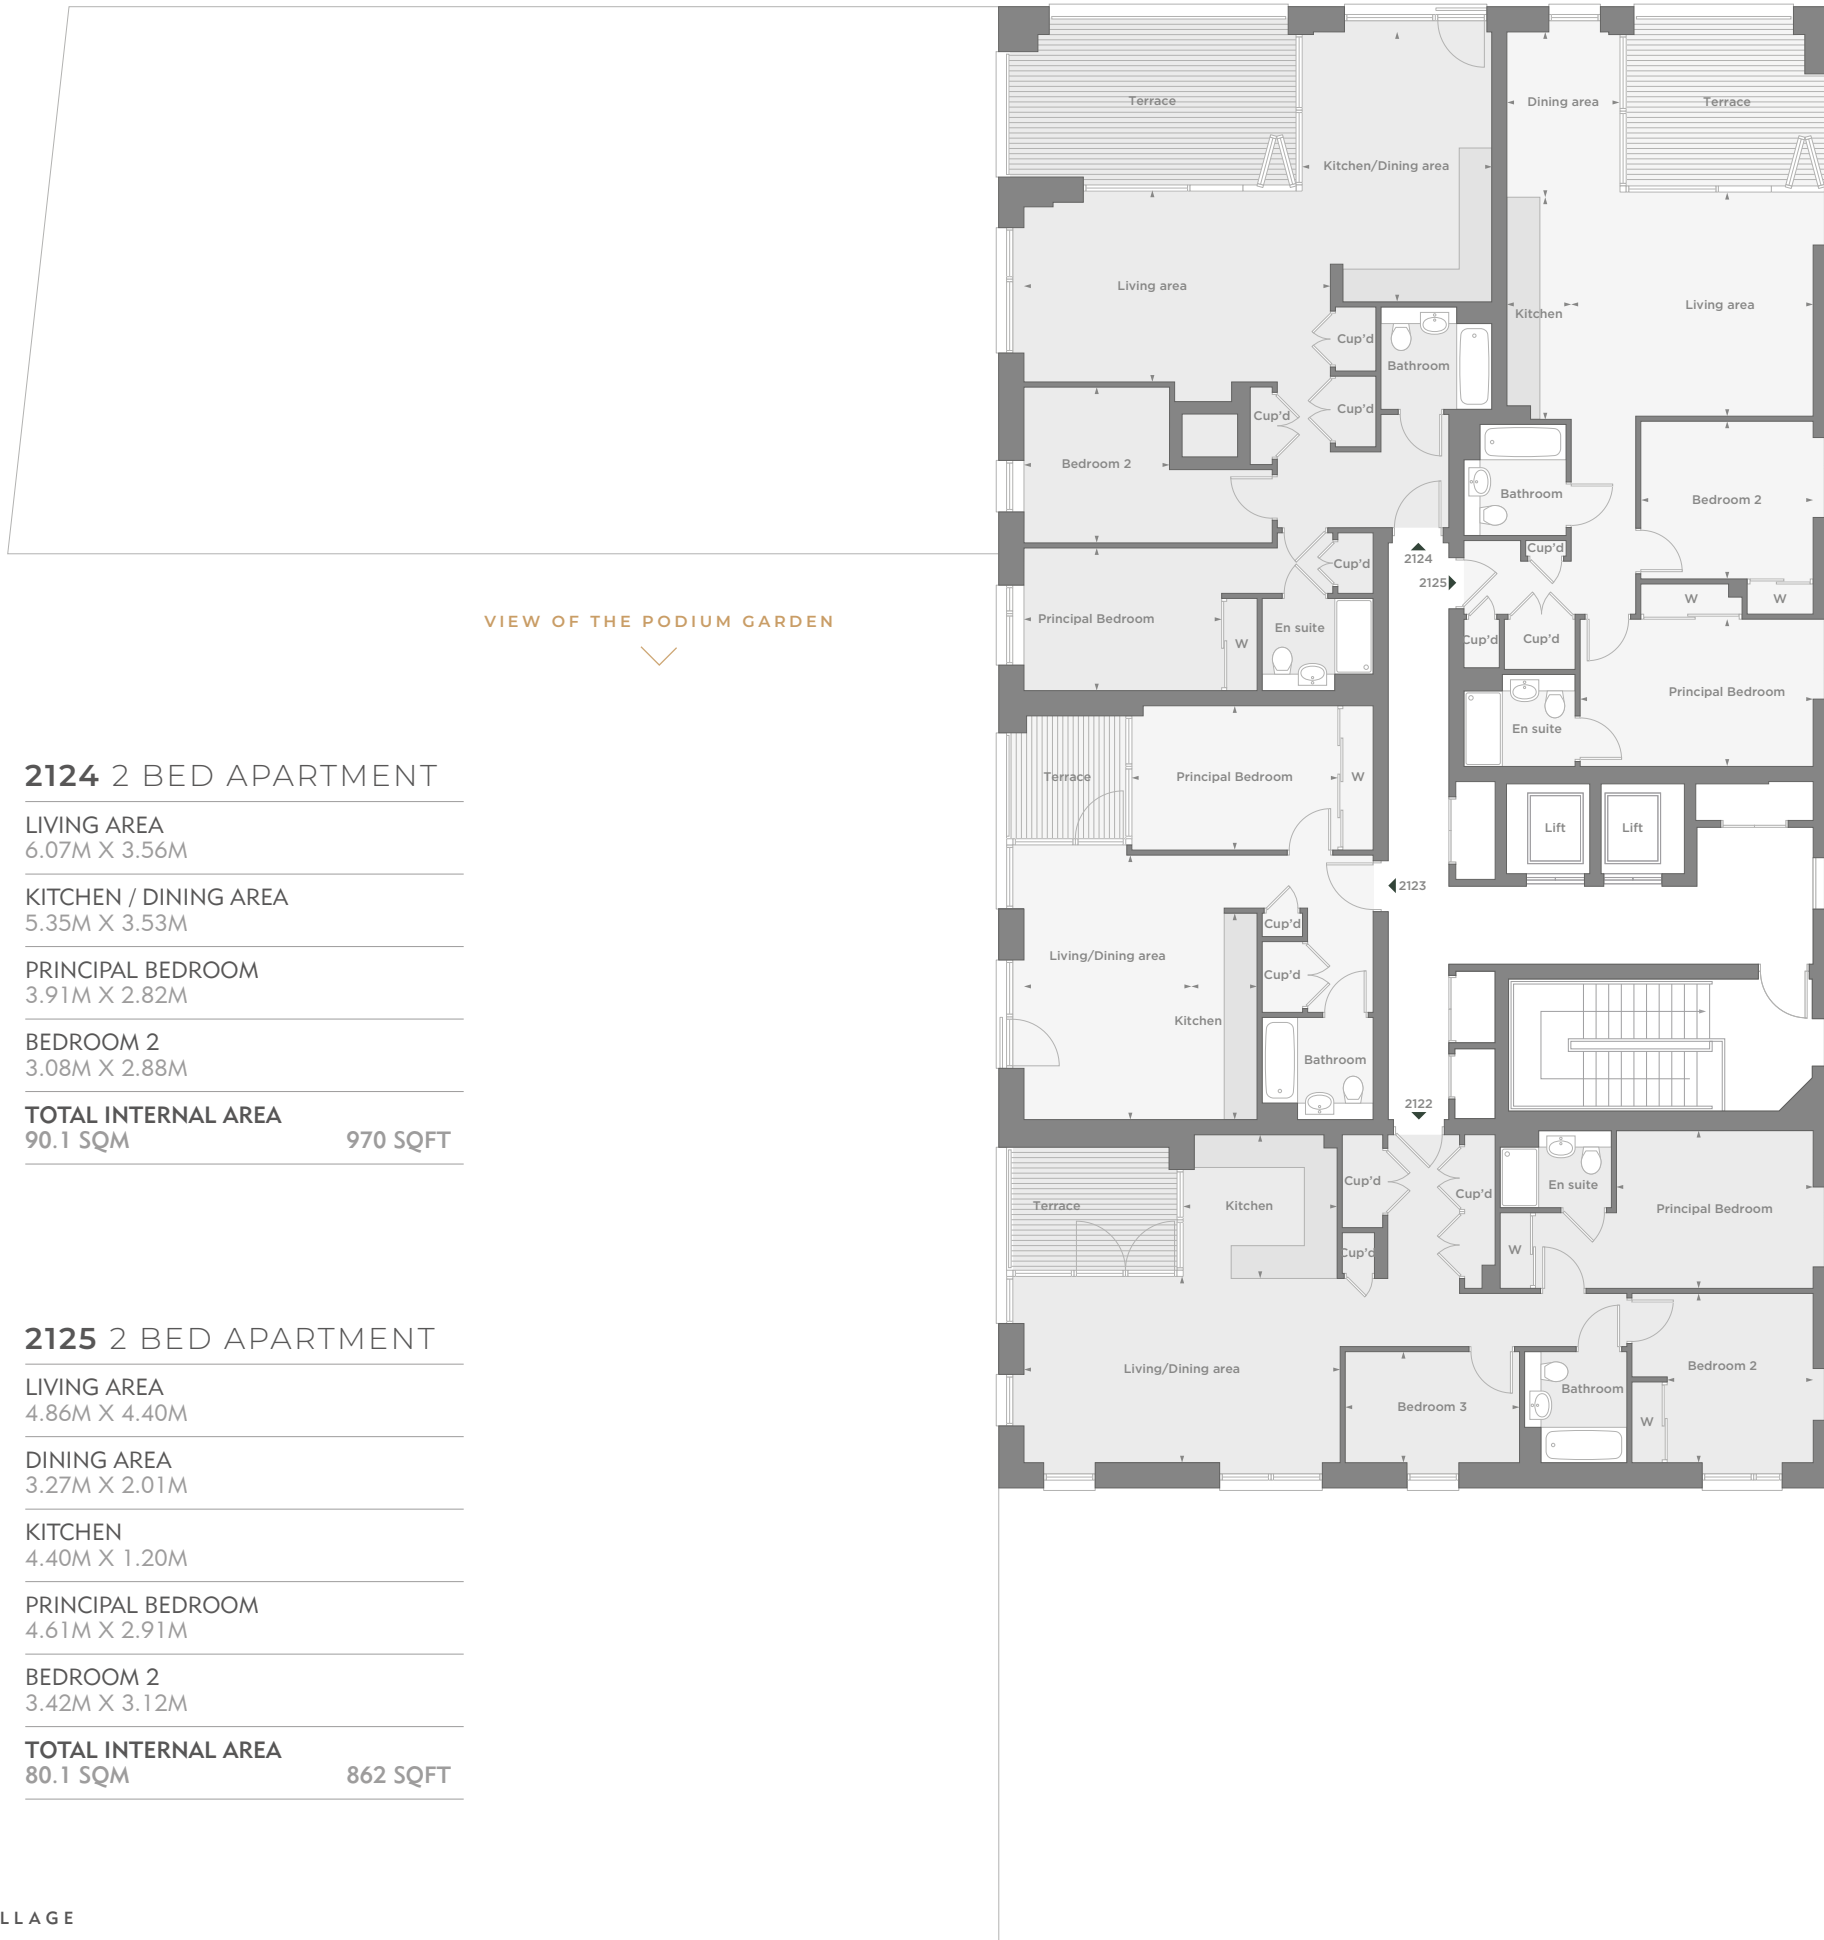 Terrace
Kitchen/Dining area
Living area
Cup'd
Cup'd
Cup'd
Bathroom
Bedroom 2
Principal Bedroom
W
En suite
Cup'd
Dining area
Terrace
Kitchen
Living area
Bathroom
Bedroom 2
Cup'd
W
W
Cup'd
Cup'd
Principal Bedroom
En suite
2124
2125
VIEW OF THE PODIUM GARDEN
Terrace
Principal Bedroom
W
Lift
Lift
2123
Cup'd
Living/Dining area
Cup'd
Kitchen
Bathroom
2122
Terrace
Kitchen
Cup'd
Cup'd
Cup'd
En suite
Principal Bedroom
W
Living/Dining area
Bedroom 3
Bathroom
Bedroom 2
W
2124 2 BED APARTMENT
LIVING AREA
6.07M X 3.56M
KITCHEN / DINING AREA
5.35M X 3.53M
PRINCIPAL BEDROOM
3.91M X 2.82M
BEDROOM 2
3.08M X 2.88M
TOTAL INTERNAL AREA
90.1 SQM 970 SQFT
2125 2 BED APARTMENT
LIVING AREA
4.86M X 4.40M
DINING AREA
3.27M X 2.01M
KITCHEN
4.40M X 1.20M
PRINCIPAL BEDROOM
4.61M X 2.91M
BEDROOM 2
3.42M X 3.12M
TOTAL INTERNAL AREA
80.1 SQM 862 SQFT
LLAGE